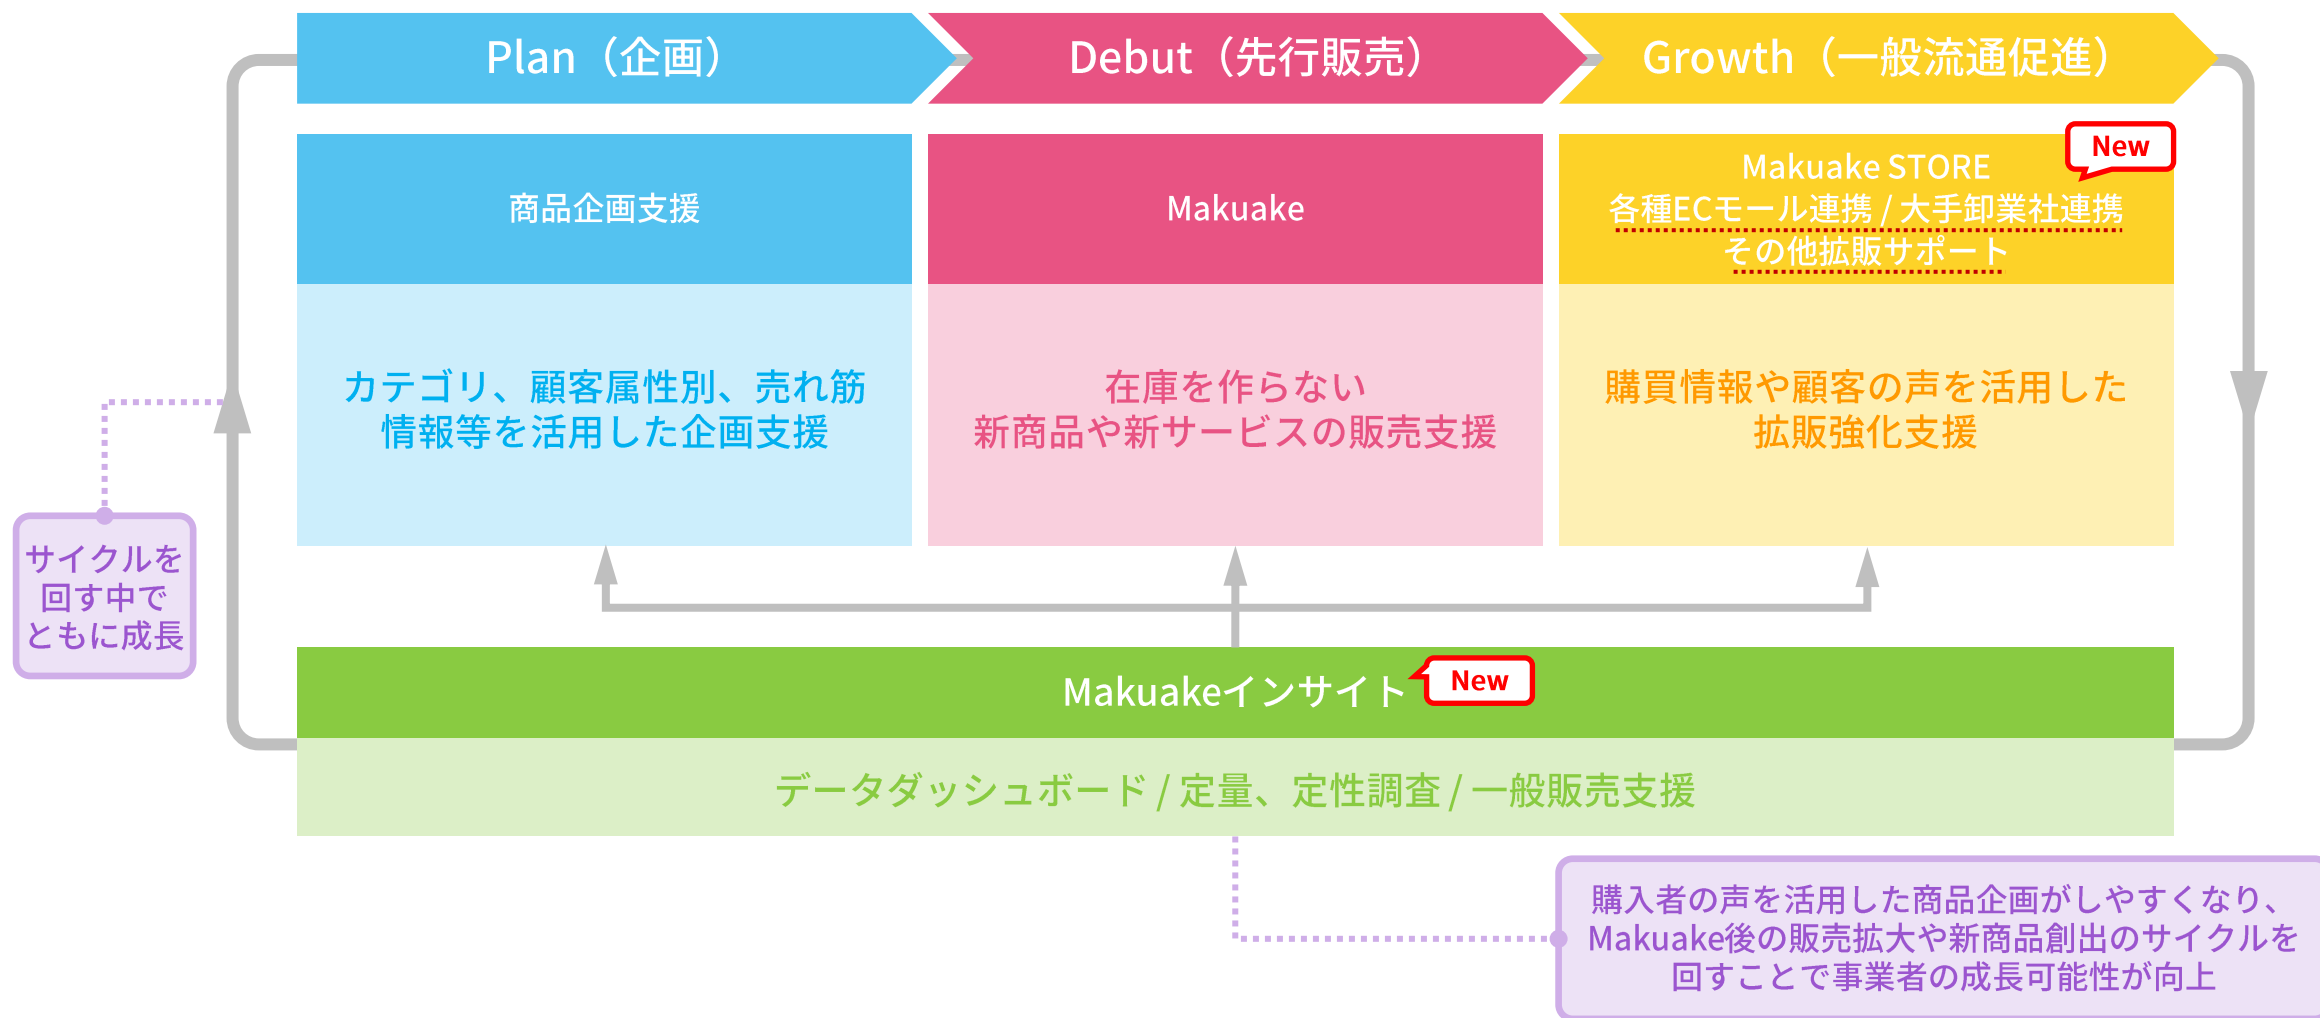 Plan（企画）
Debut（先行販売）
Growth（一般流通促進）
商品企画支援
Makuake
New
Makuake STORE
各種ECモール連携 / 大手卸業社連携
その他拡販サポート
カテゴリ、顧客属性別、売れ筋
情報等を活用した企画支援
在庫を作らない
新商品や新サービスの販売支援
購買情報や顧客の声を活用した
拡販強化支援
サイクルを
回す中で
ともに成長
Makuakeインサイト
New
データダッシュボード / 定量、定性調査 / 一般販売支援
購入者の声を活用した商品企画がしやすくなり、
Makuake後の販売拡大や新商品創出のサイクルを
回すことで事業者の成長可能性が向上